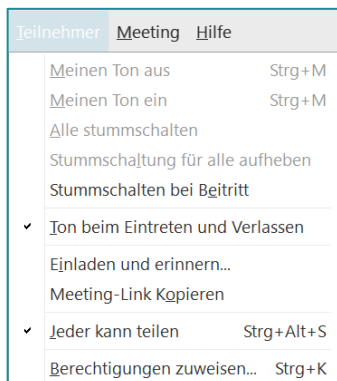 Teilnehmer Meeting Hilfe
Meinen Ton aus Strg+M
Meinen Ton ein Strg+M
Alle stummschalten
Stummschaltung für alle aufheben
Stummschalten bei Beitritt
Ton beim Eintreten und Verlassen
Einladen und erinnern...
Meeting-Link Kopieren
Jeder kann teilen Strg+Alt+S
Berechtigungen zuweisen... Strg+K